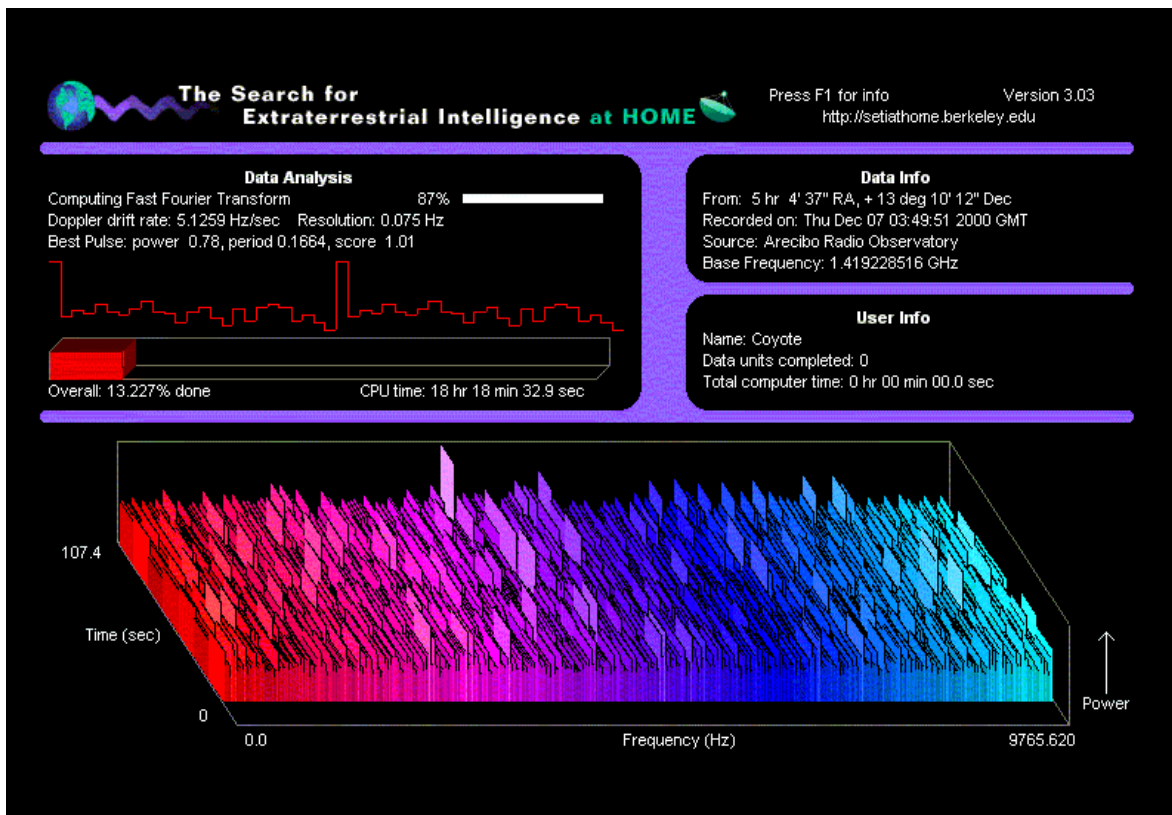 The Search for
Extraterrestrial Intelligence at HOME
Press F1 for info Version 3.03
http://setiathome.berkeley.edu
Data Analysis
Computing Fast Fourier Transform 87%
Doppler drift rate: 5.1259 Hz/sec Resolution: 0.075 Hz
Best Pulse: power 0.78, period 0.1664, score 1.01
Overall: 13.227% done CPU time: 18 hr 18 min 32.9 sec
Data Info
From: 5 hr 4' 37" RA, + 13 deg 10' 12" Dec
Recorded on: Thu Dec 07 03:49:51 2000 GMT
Source: Arecibo Radio Observatory
Base Frequency: 1.419228516 GHz
User Info
Name: Coyote
Data units completed: 0
Total computer time: 0 hr 00 min 00.0 sec
107.4
Time (sec)
0
Power
0.0 Frequency (Hz) 9765.620